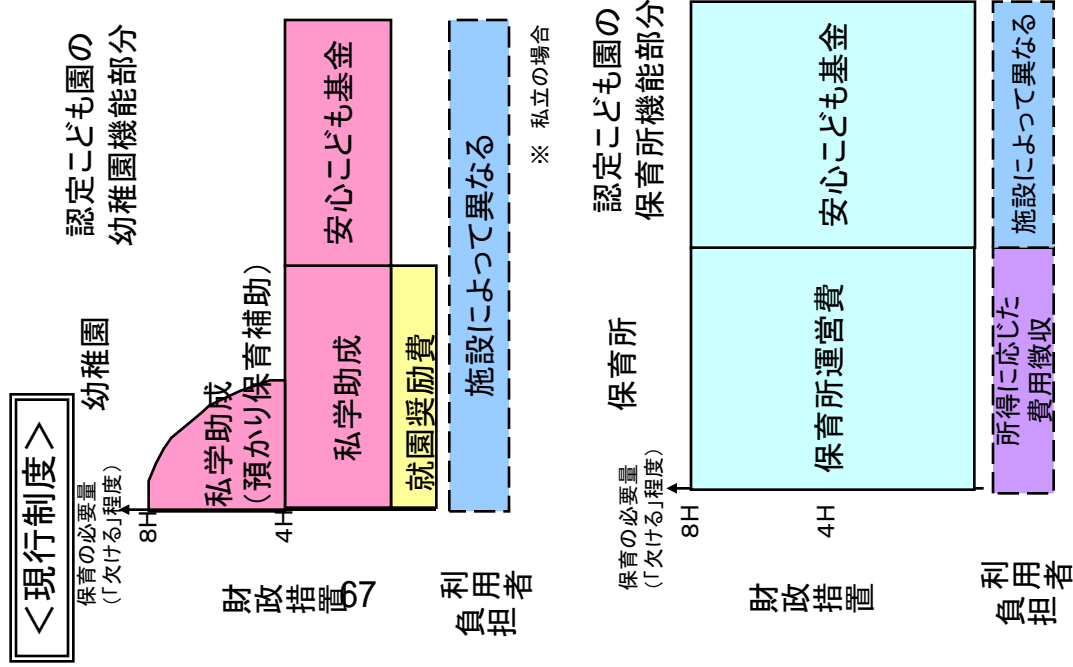 ＜現行制度＞
保育の必要量
（「欠ける」程度）
8H
4H
幼稚園
認定こども園の
幼稚園機能部分
私学助成
（預かり保育補助）
私学助成
安心こども基金
就園奨励費
施設によって異なる
※ 私立の場合
財政措置
利用者
負担
67
保育の必要量
（「欠ける」程度）
8H
4H
保育所
認定こども園の
保育所機能部分
保育所運営費
安心こども基金
所得に応じた
費用徴収
施設によって異なる
財政措置
利用者
負担